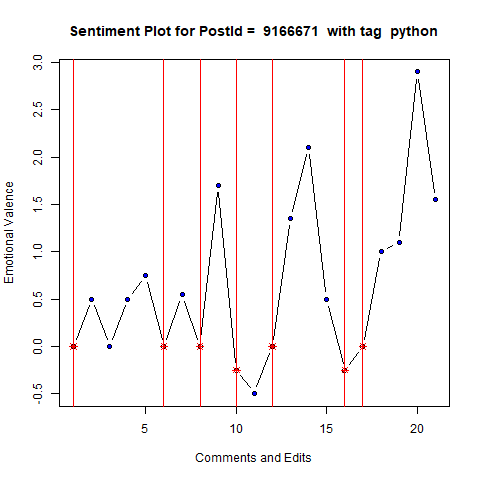 Sentiment Plot for PostId =  9166671  with tag  python
3.0
2.5
2.0
1.5
1.0
0.5
0.0
-0.5
Emotional Valence
5 10 15 20
Comments and Edits